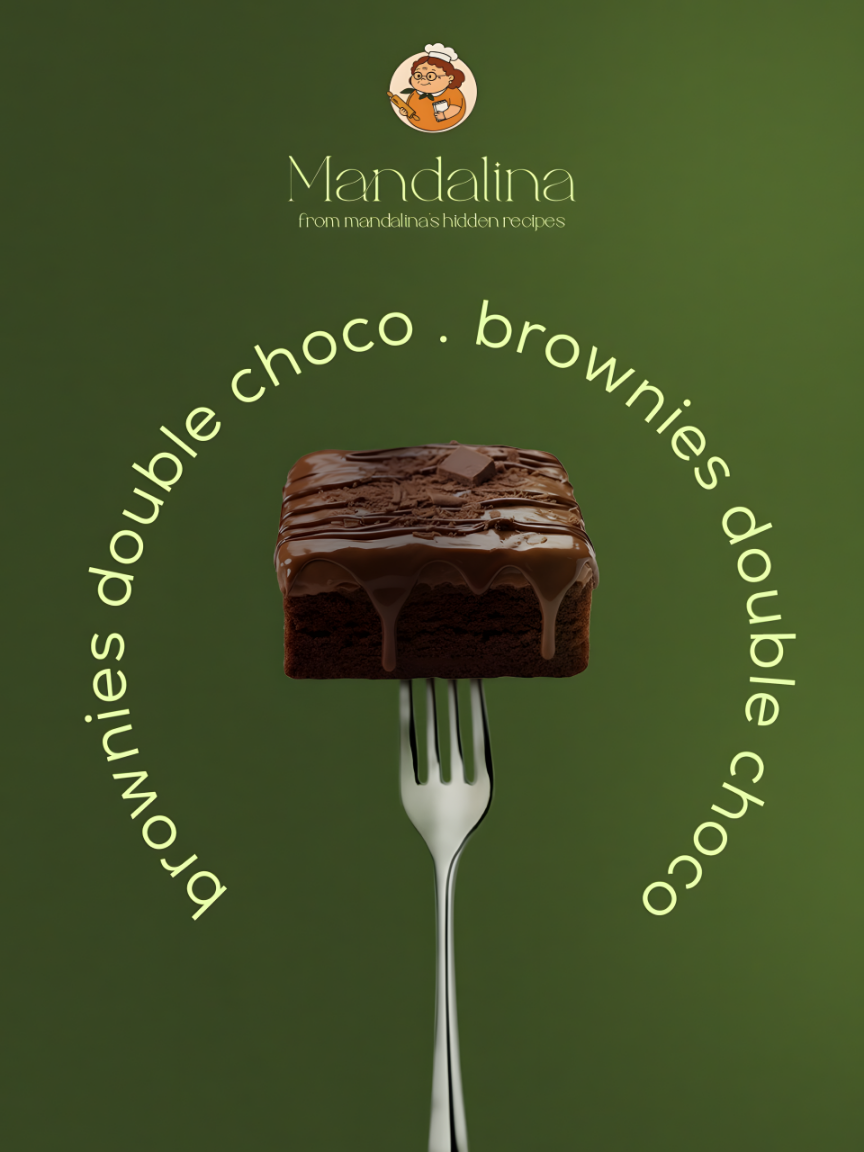 Mandalina
from mandalina's hidden recipes
brownies double choco . brownies double choco